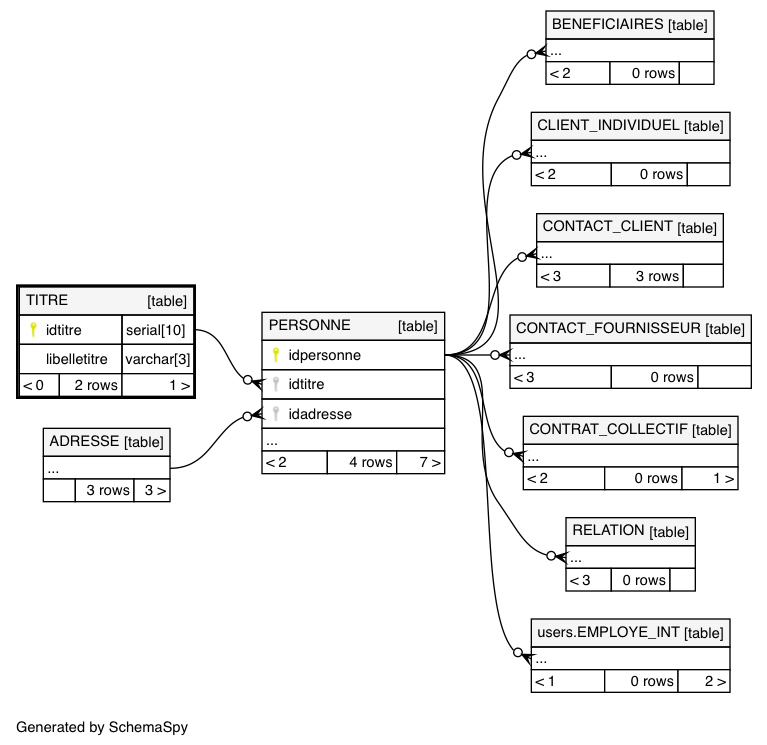 BENEFICIAIRES [table]
...
< 2 0 rows
CLIENT_INDIVIDUEL [table]
...
< 2 0 rows
CONTACT_CLIENT [table]
...
< 3 3 rows
TITRE [table]
idtitre serial[10]
libelletitre varchar[3]
< 0 2 rows 1 >
PERSONNE [table]
idpersonne
idtitre
idadresse
...
< 2 4 rows 7 >
CONTACT_FOURNISSEUR [table]
...
< 3 0 rows
ADRESSE [table]
...
3 rows 3 >
CONTRAT_COLLECTIF [table]
...
< 2 0 rows 1 >
RELATION [table]
...
< 3 0 rows
users.EMPLOYE_INT [table]
...
< 1 0 rows 2 >
Generated by SchemaSpy